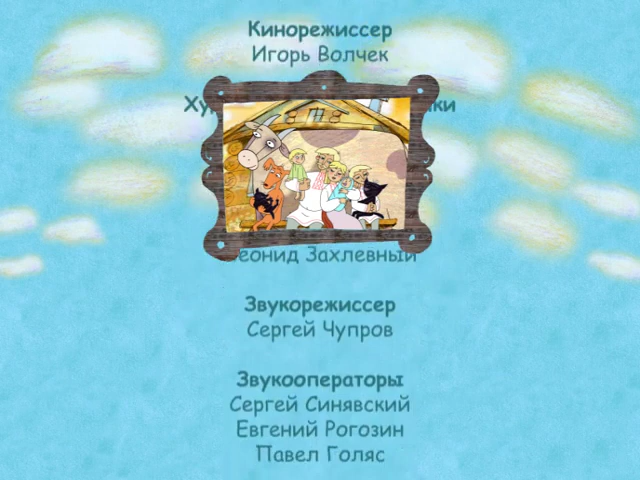 Кинорежиссер
Игорь Волчек
Захлевный
Звукорежиссер
Сергей Чупров
Звукооператоры
Сергей Синявский
Евгений Рогозин
Павел Голяс